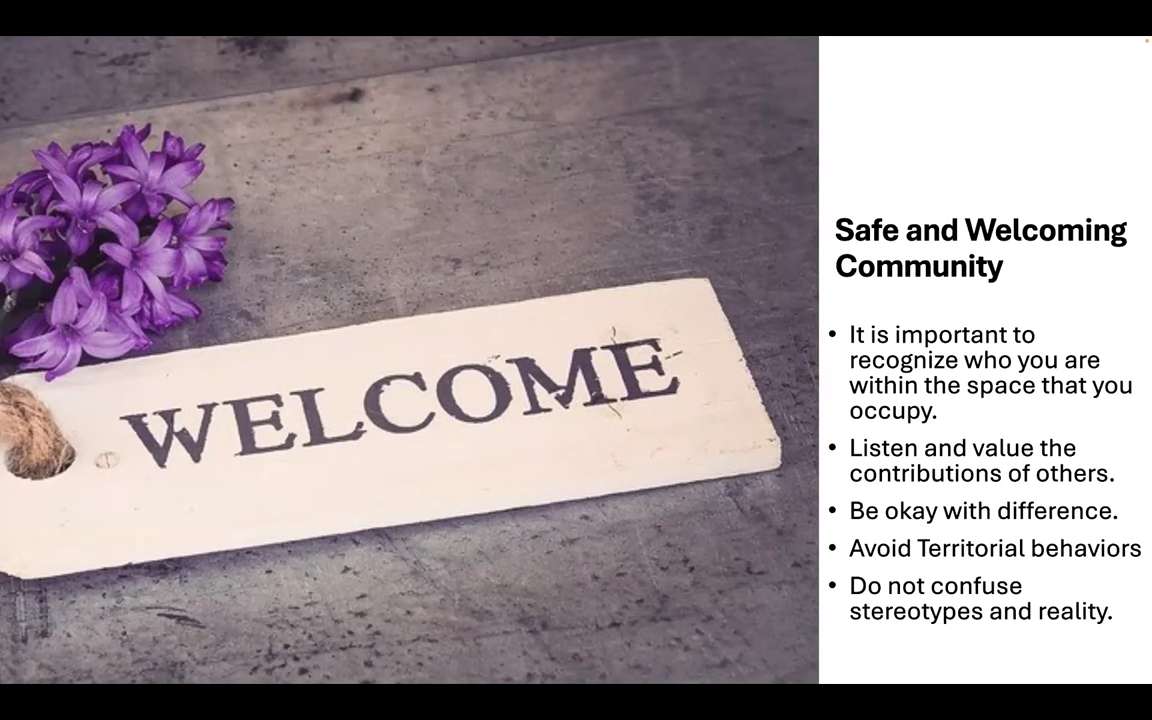 WELCOME
Safe and Welcoming
Community
• It is important to
recognize who you are
within the space that you
occupy.
• Listen and value the
contributions of others.
• Be okay with difference.
• Avoid Territorial behaviors
• Do not confuse
stereotypes and reality.